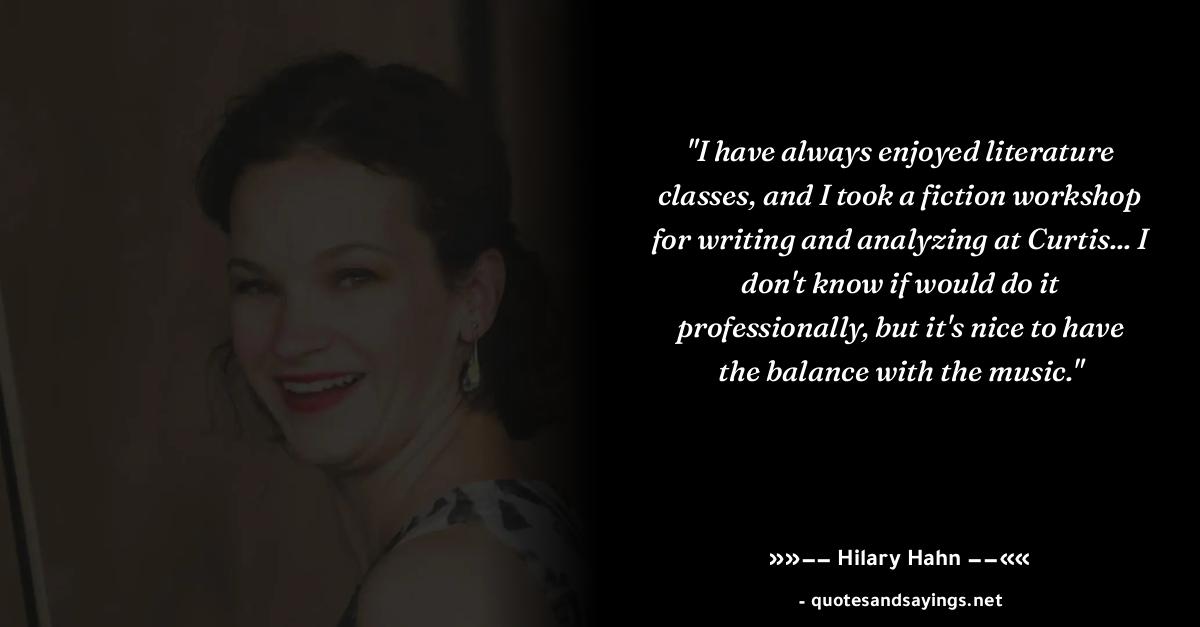 "I have always enjoyed literature
classes, and I took a fiction workshop
for writing and analyzing at Curtis... I
don't know if would do it
professionally, but it's nice to have
the balance with the music."
»»−− Hilary Hahn −−««
- quotesandsayings.net